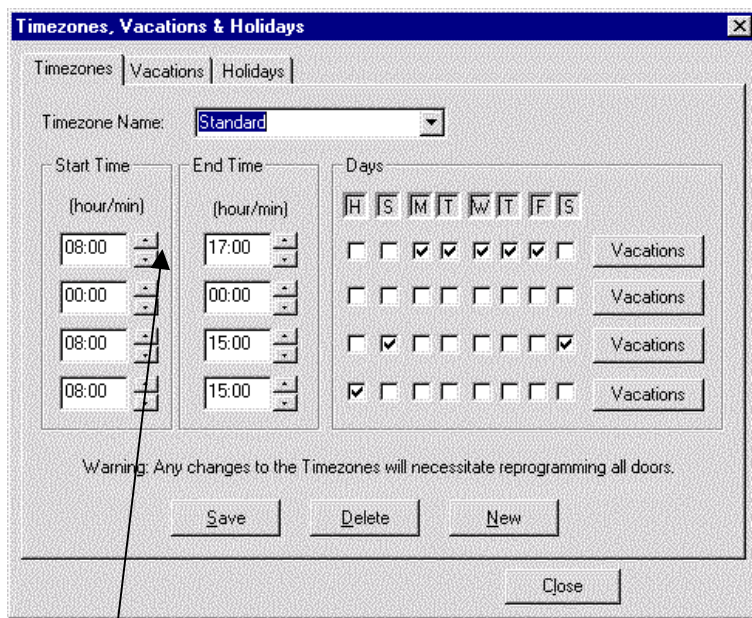 Timezones, Vacations & Holidays
Timezones Vacations Holidays
Timezone Name: Standard
Start Time End Time Days
(hour/min) (hour/min) H S M T W T F S
08:00 17:00 Vacations
00:00 00:00 Vacations
08:00 15:00 Vacations
08:00 15:00 Vacations
Warning: Any changes to the Timezones will necessitate reprogramming all doors.
Save Delete New
Close